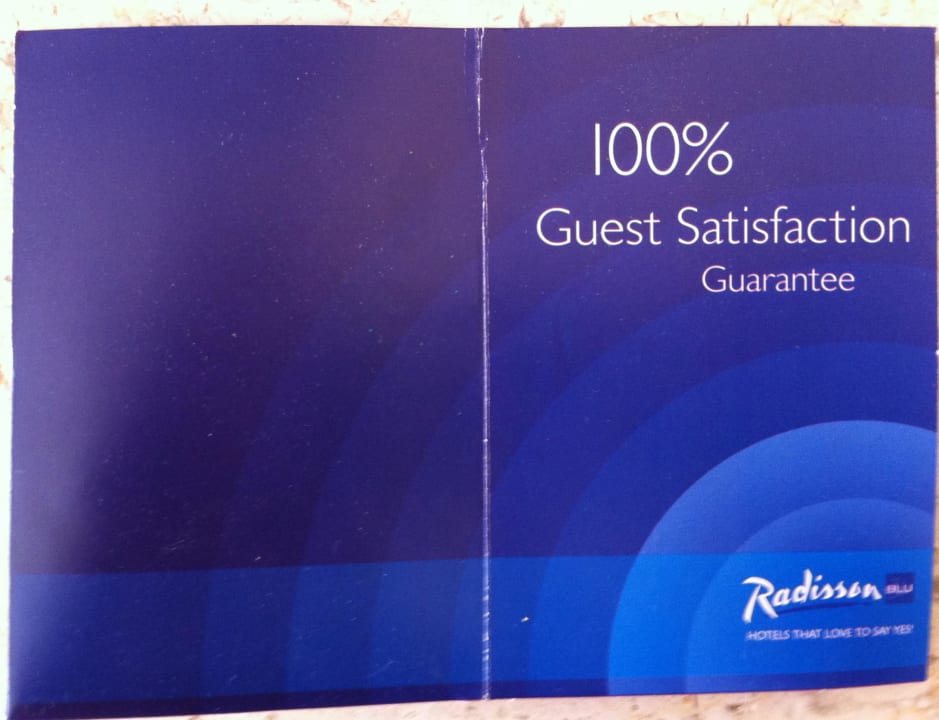 100%
Guest Satisfaction
Guarantee
Radisson BLU
HOTELS THAT LOVE TO SAY YES!